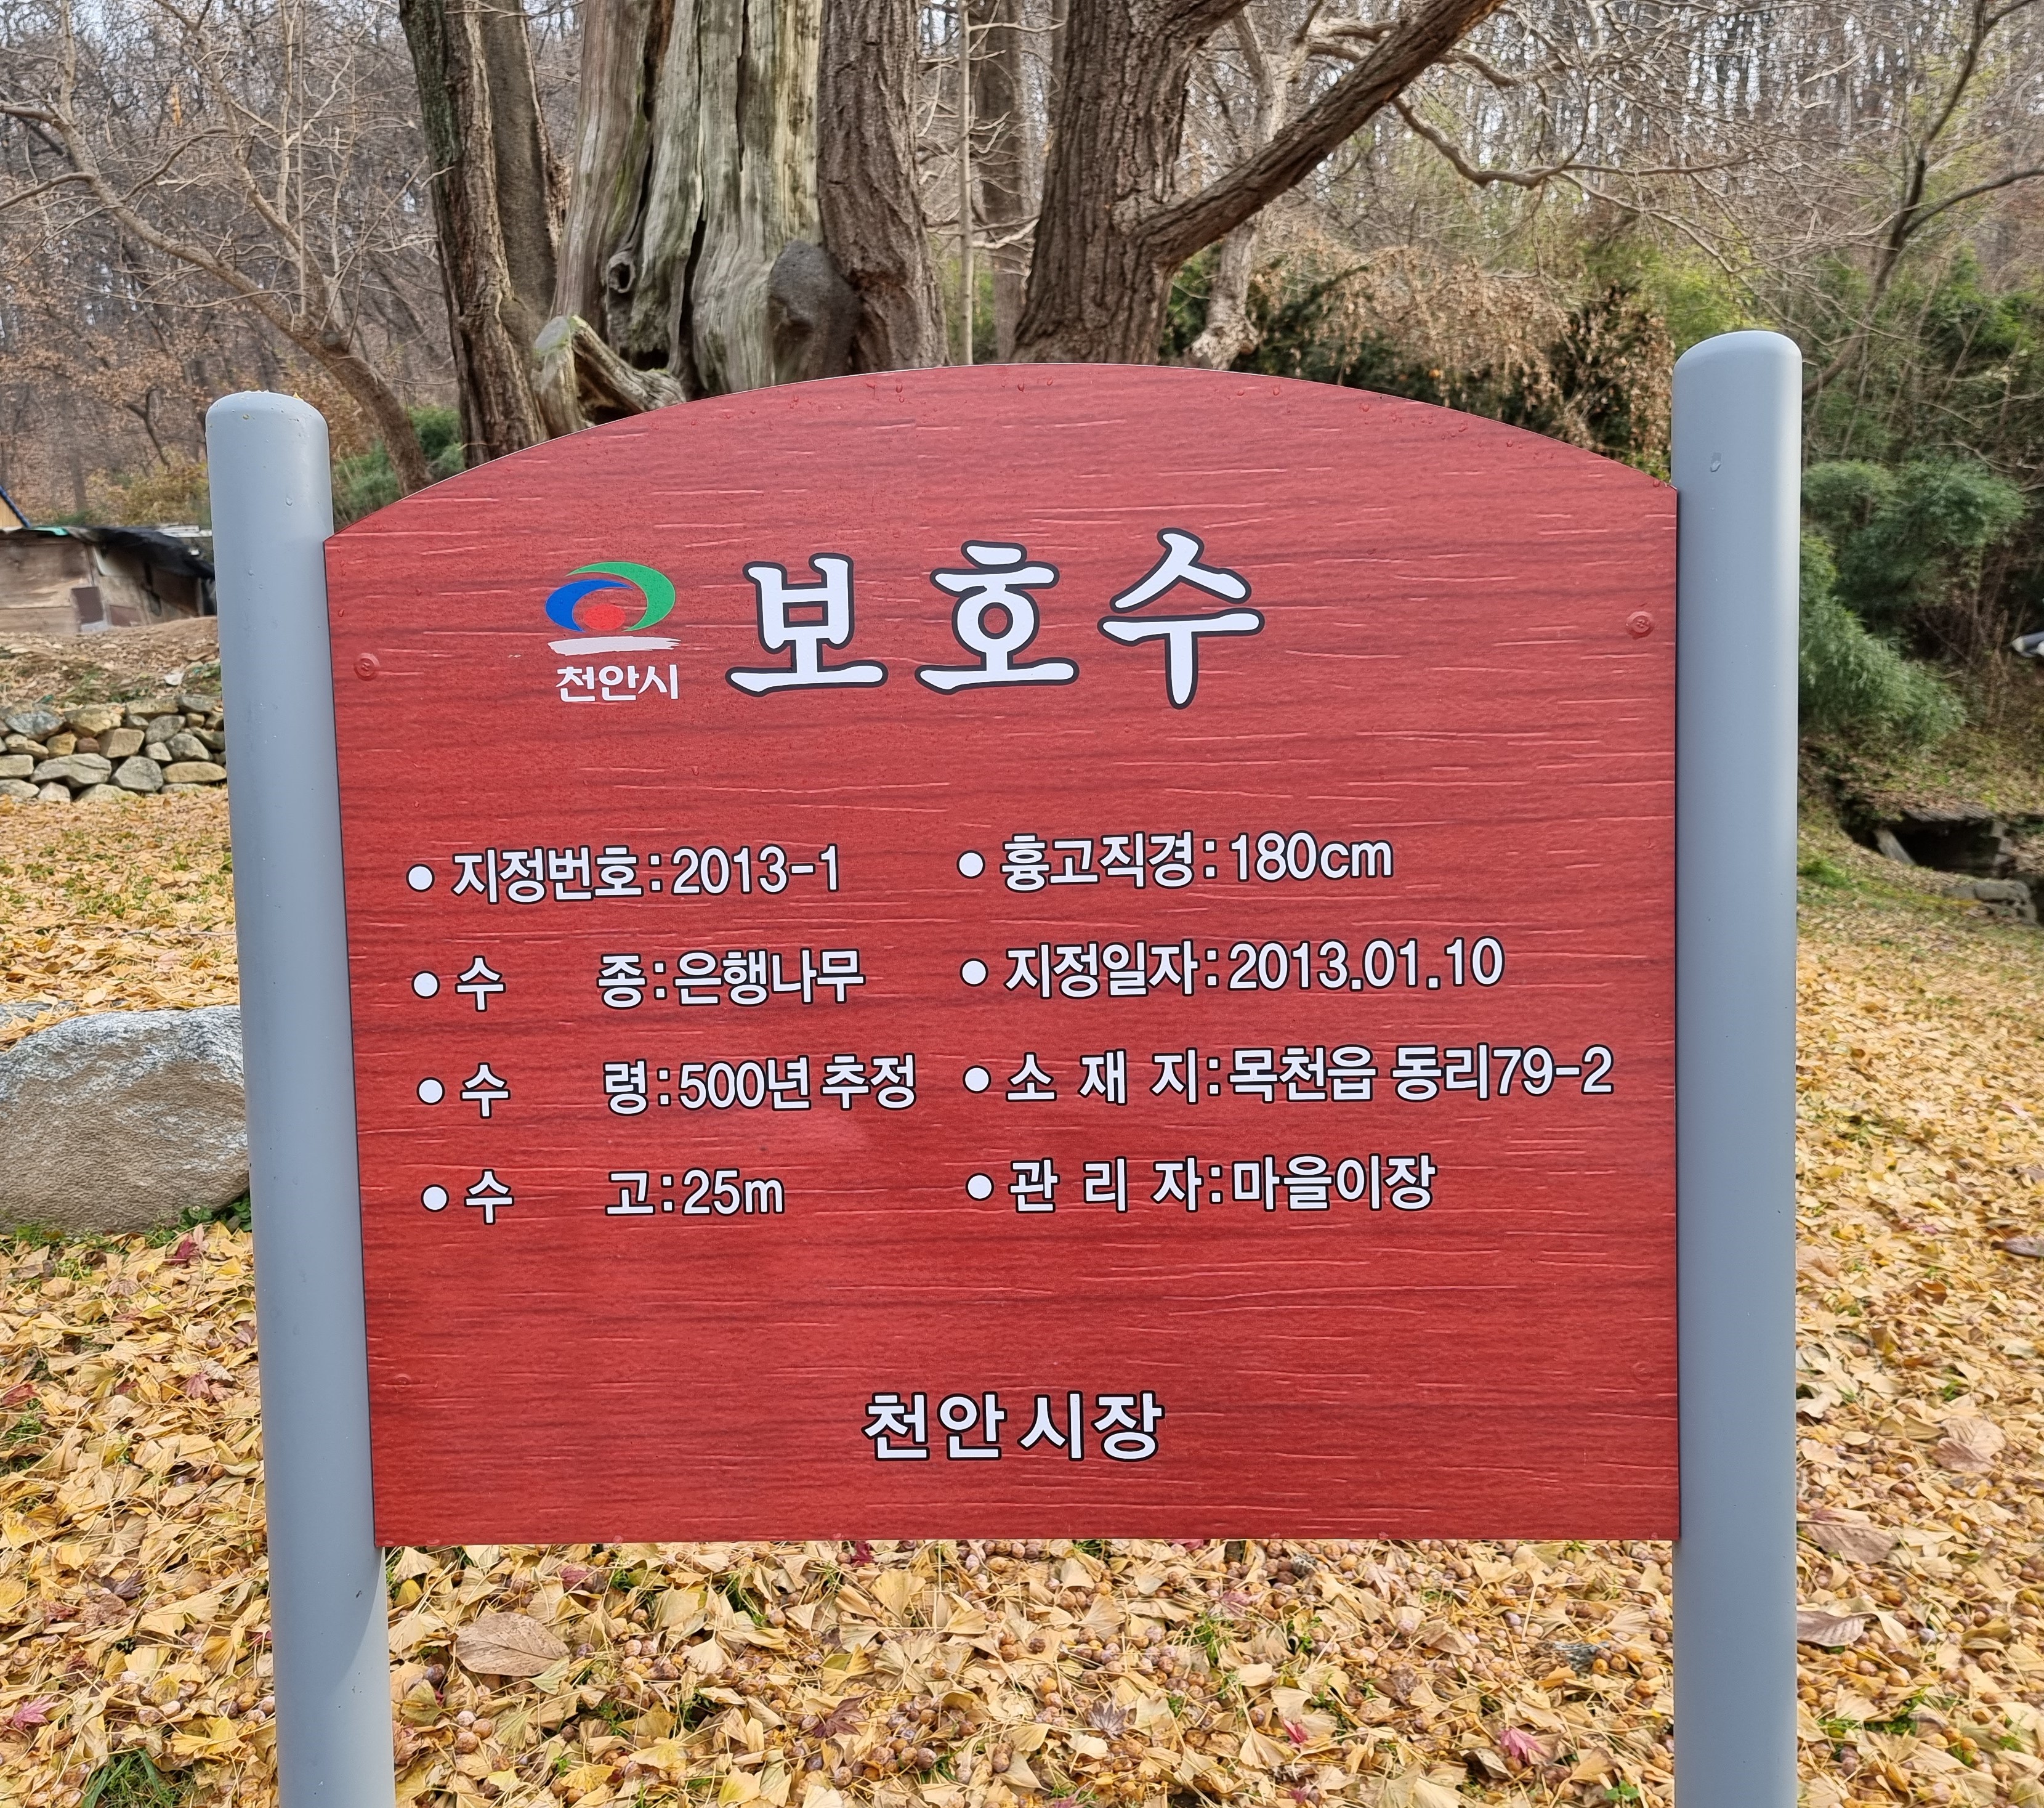 천안시
보호수
● 지정번호:2013-1
● 흉고직경:180cm
● 수 종:은행나무
● 지정일자:2013.01.10
● 수 령:500년 추정
● 소 재 지:목천읍 동리79-2
● 수 고:25m
● 관 리 자:마을이장
천안시장